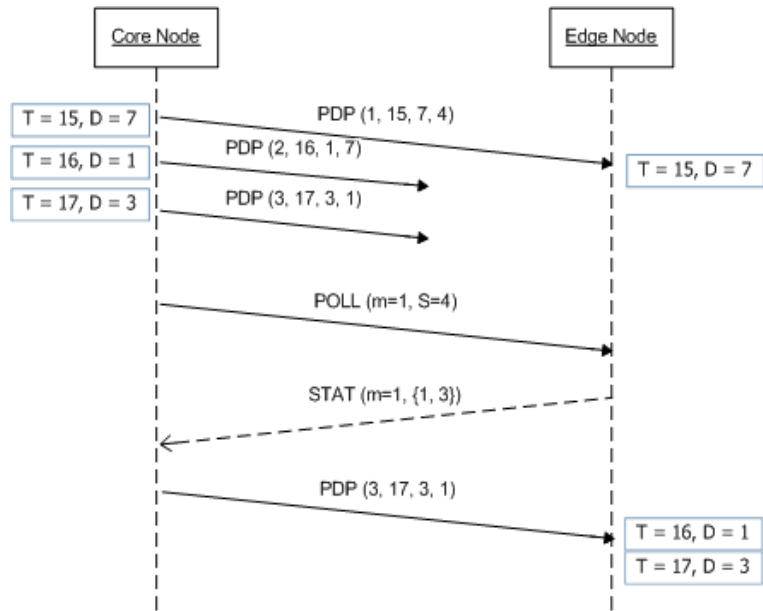 Core Node
Edge Node
T = 15, D = 7
PDP (1, 15, 7, 4)
T = 16, D = 1
PDP (2, 16, 1, 7)
T = 15, D = 7
T = 17, D = 3
PDP (3, 17, 3, 1)
POLL (m=1, S=4)
STAT (m=1, {1, 3})
PDP (3, 17, 3, 1)
T = 16, D = 1
T = 17, D = 3